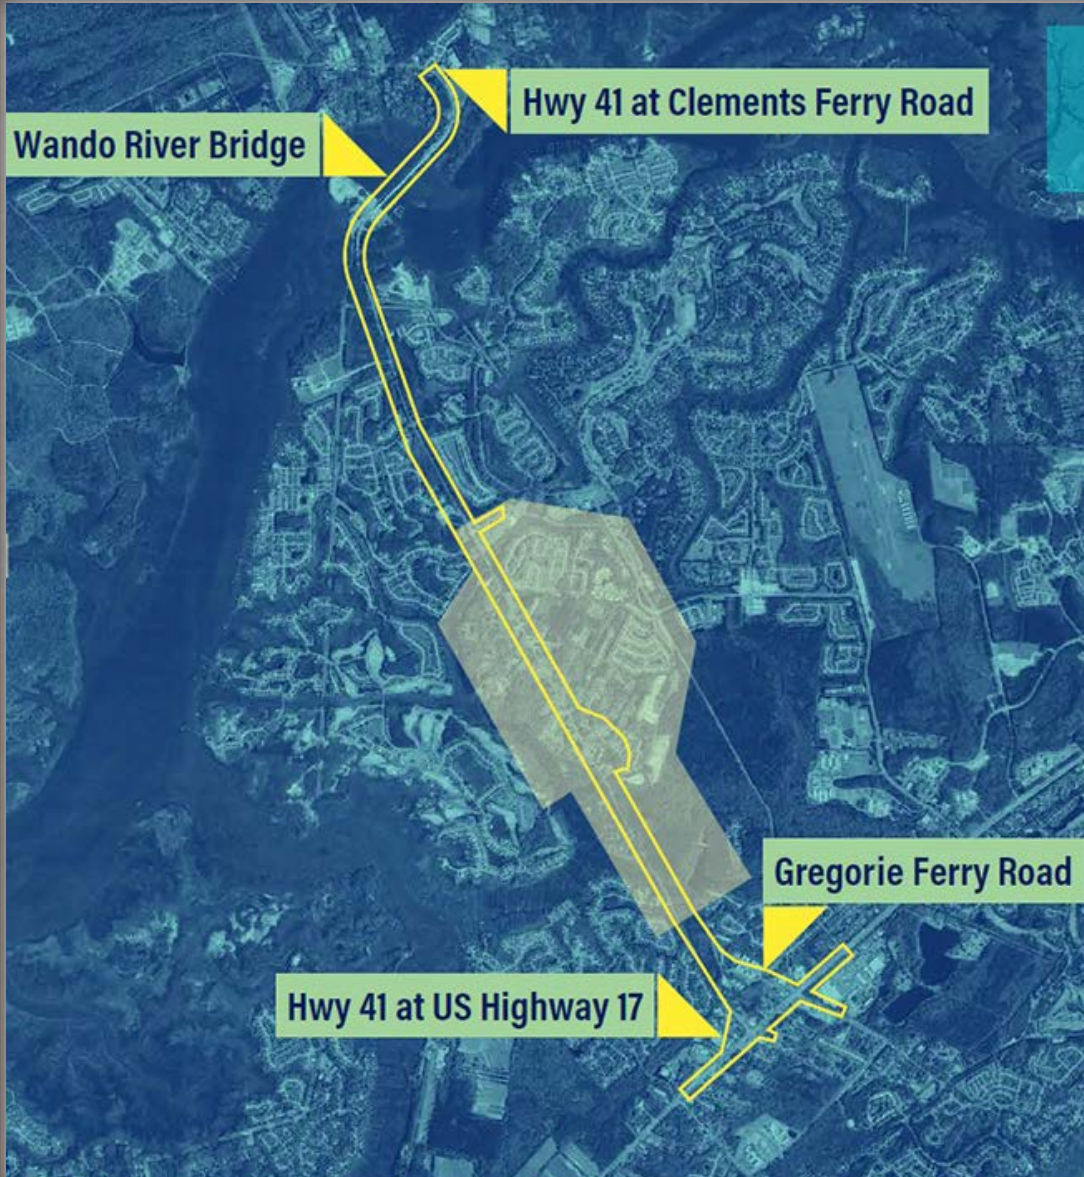 Hwy 41 at Clements Ferry Road
Wando River Bridge
Gregorie Ferry Road
Hwy 41 at US Highway 17